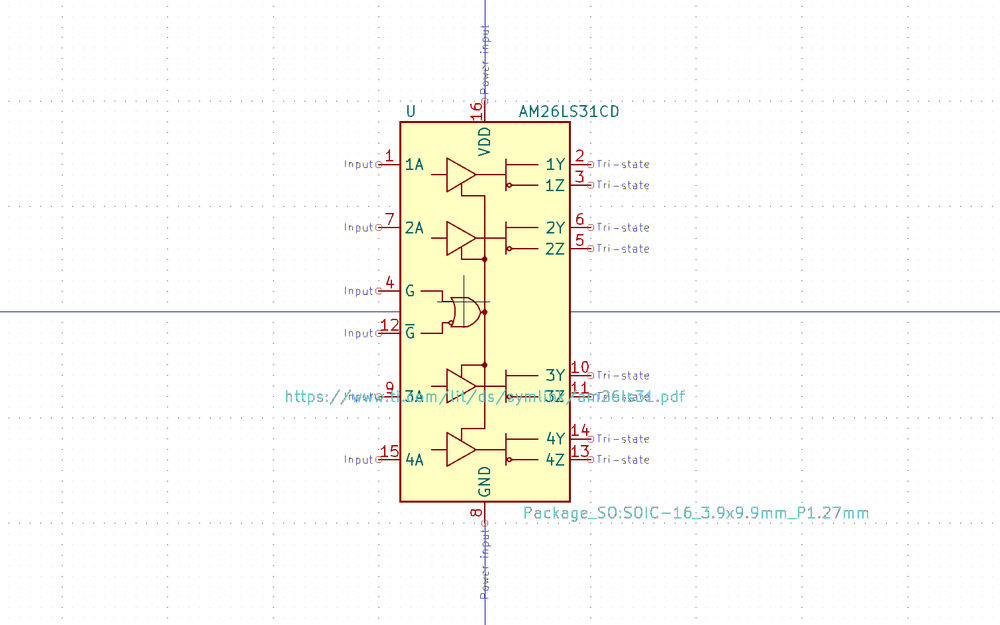 Power input
16
U AM26LS31CD
VDD
Input 1 1A 1Y 2 Tri-state
1Z 3 Tri-state
Input 7 2A 2Y 6 Tri-state
2Z 5 Tri-state
Input 4 G
Input 12 G
3Y 10 Tri-state
Input 9 3A 3Z 11 Tri-state
https://www.ti.com/lit/ds/symlink/am26ls31.pdf
4Y 14 Tri-state
Input 15 4A 4Z 13 Tri-state
GND
8
Package_SO:SOIC-16_3.9x9.9mm_P1.27mm
Power input